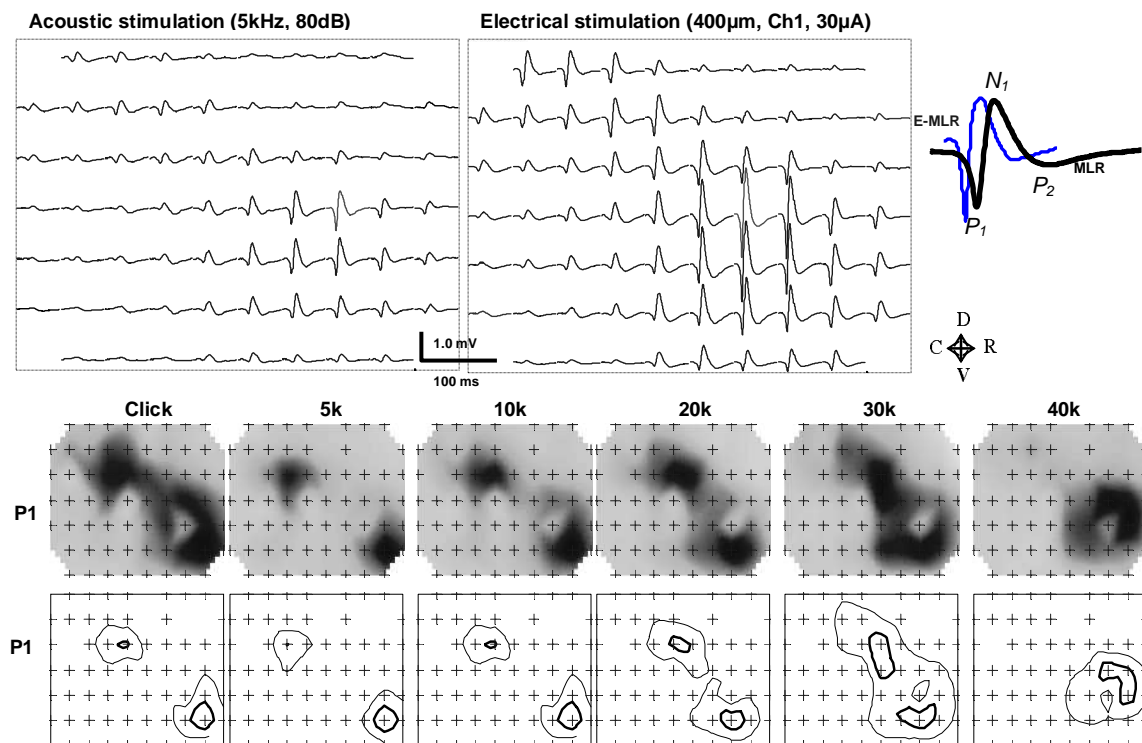 Acoustic stimulation (5kHz, 80dB)
Electrical stimulation (400µm, Ch1, 30µA)
N1
E-MLR
MLR
P2
P1
1.0 mV
100 ms
D
C R
V
Click 5k 10k 20k 30k 40k
P1
P1